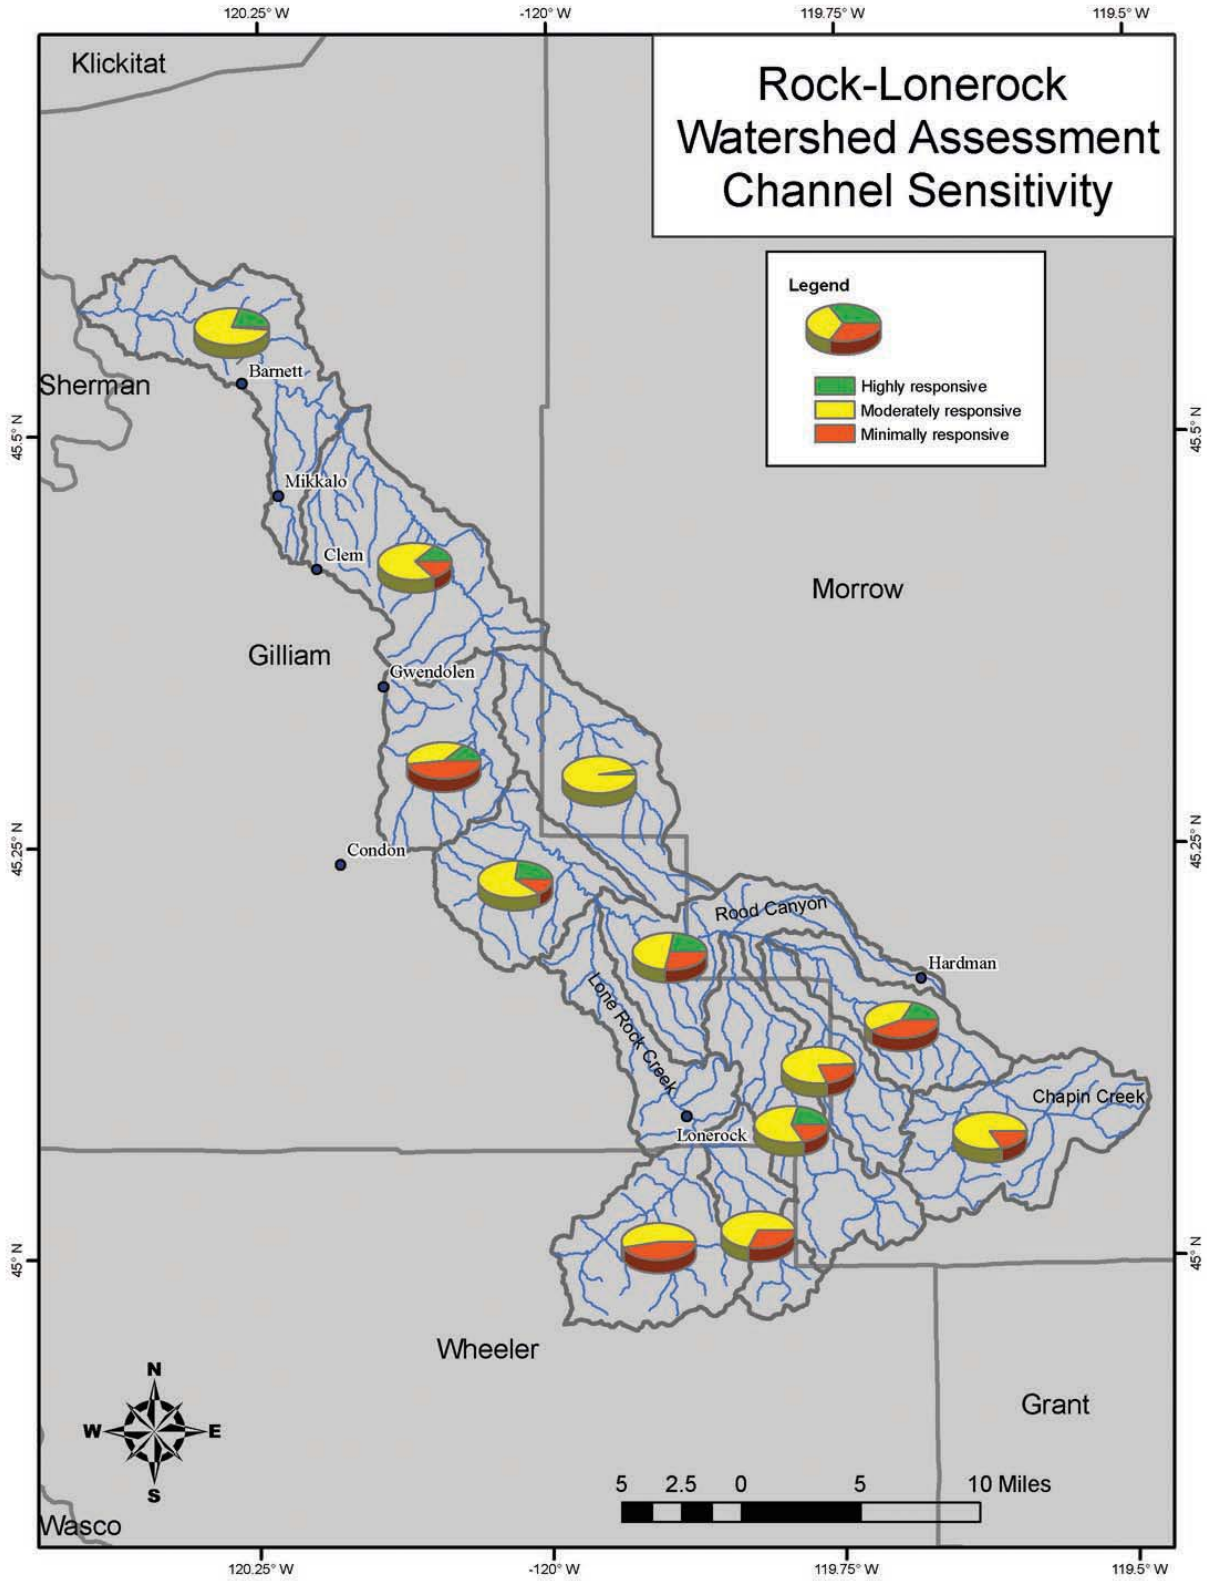 120.25° W
-120° W
119.75° W
119.5° W
Klickitat
Rock-Lonerock
Watershed Assessment
Channel Sensitivity
Legend
Highly responsive
Moderately responsive
Minimally responsive
Barnett
Sherman
45.5° N
45.5° N
Mikkalo
Clem
Morrow
Gilliam
Gwendolen
45.25° N
45.25° N
Condon
Rood Canyon
Hardman
Lone Rock Creek
Chapin Creek
Lonerock
45° N
45° N
Wheeler
N
W
E
S
Grant
5 2.5 0 5 10 Miles
Wasco
120.25° W
-120° W
119.75° W
119.5° W